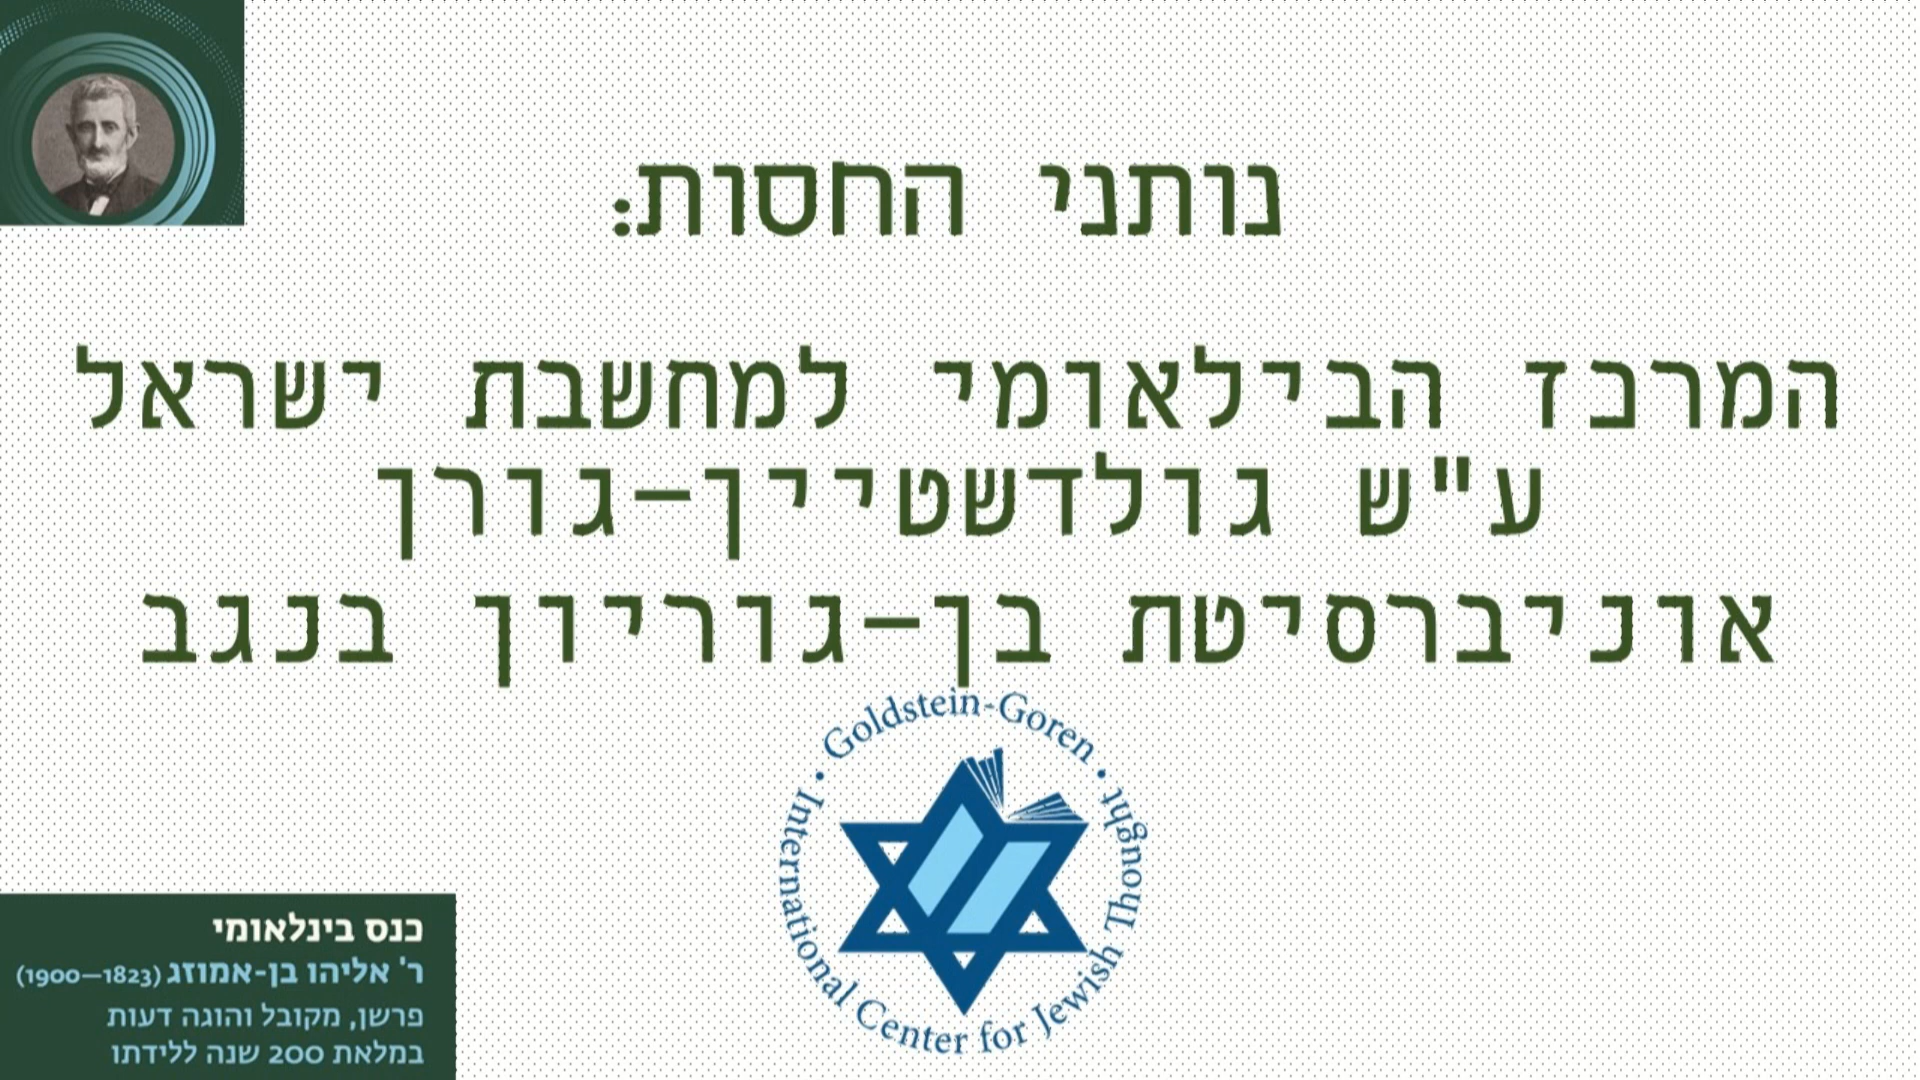 נותני החסות:
המרכז הבילאומי למחשבת ישראל
ע"ש גולדשטיין-גורן
אוניברסיטת בן-גוריון בנגב
Goldstein-Goren • International Center for Jewish Thought •
כנס בינלאומי
ר' אליהו בן-אמוזג (1823—1900)
פרשן, מקובל והוגה דעות
במלאת 200 שנה ללידתו